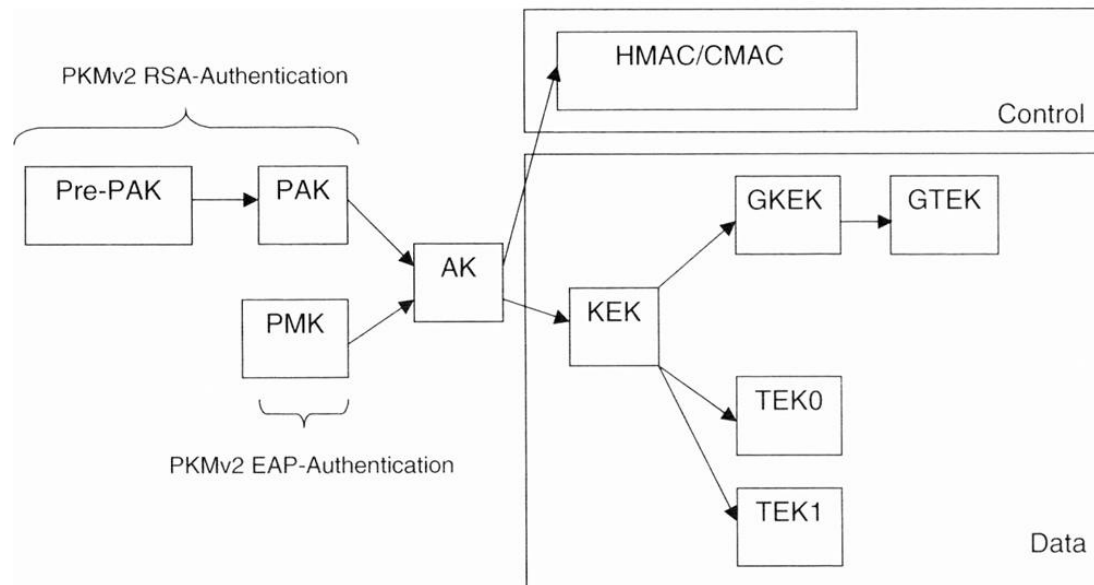 PKMv2 RSA-Authentication
HMAC/CMAC
Control
Pre-PAK
PAK
GKEK
GTEK
AK
PMK
KEK
TEK0
PKMv2 EAP-Authentication
TEK1
Data